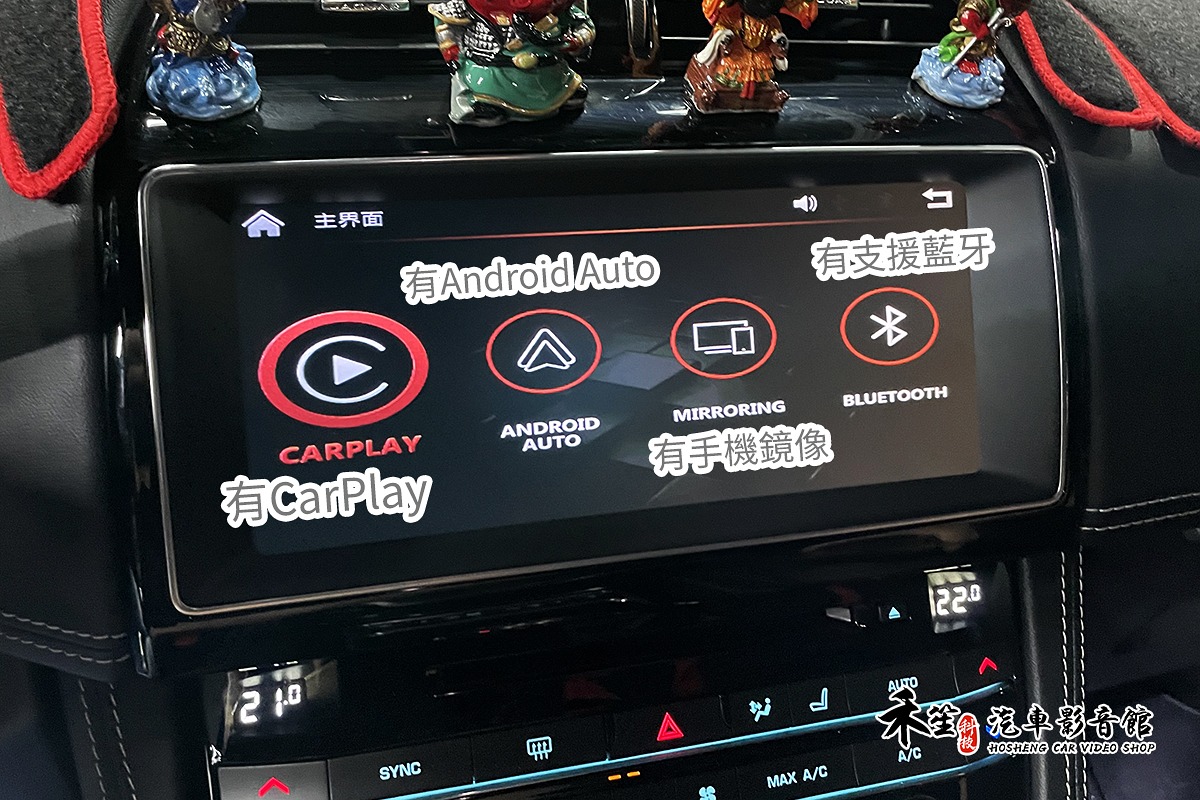 主界面
有Android Auto
有支援藍牙
CARPLAY
ANDROID
AUTO
MIRRORING
BLUETOOTH
有CarPlay
有手機鏡像
22.0
21.0
SYNC
MAX A/C
AUTO
A/C
禾笙科技 汽車影音館
HOSHENG CAR VIDEO SHOP